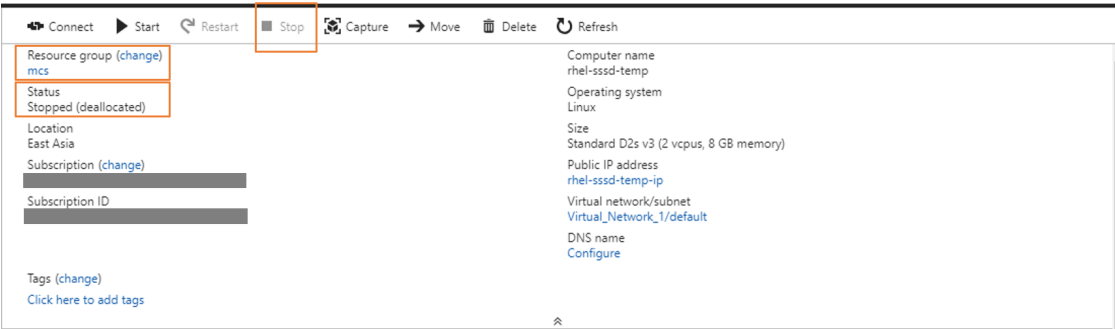 Connect Start Restart Stop Capture Move Delete Refresh
Resource group (change)
mcs
Status
Stopped (deallocated)
Location
East Asia
Subscription (change)
Subscription ID
Tags (change)
Click here to add tags
Computer name
rhel-sssd-temp
Operating system
Linux
Size
Standard D2s v3 (2 vcpus, 8 GB memory)
Public IP address
rhel-sssd-temp-ip
Virtual network/subnet
Virtual_Network_1/default
DNS name
Configure